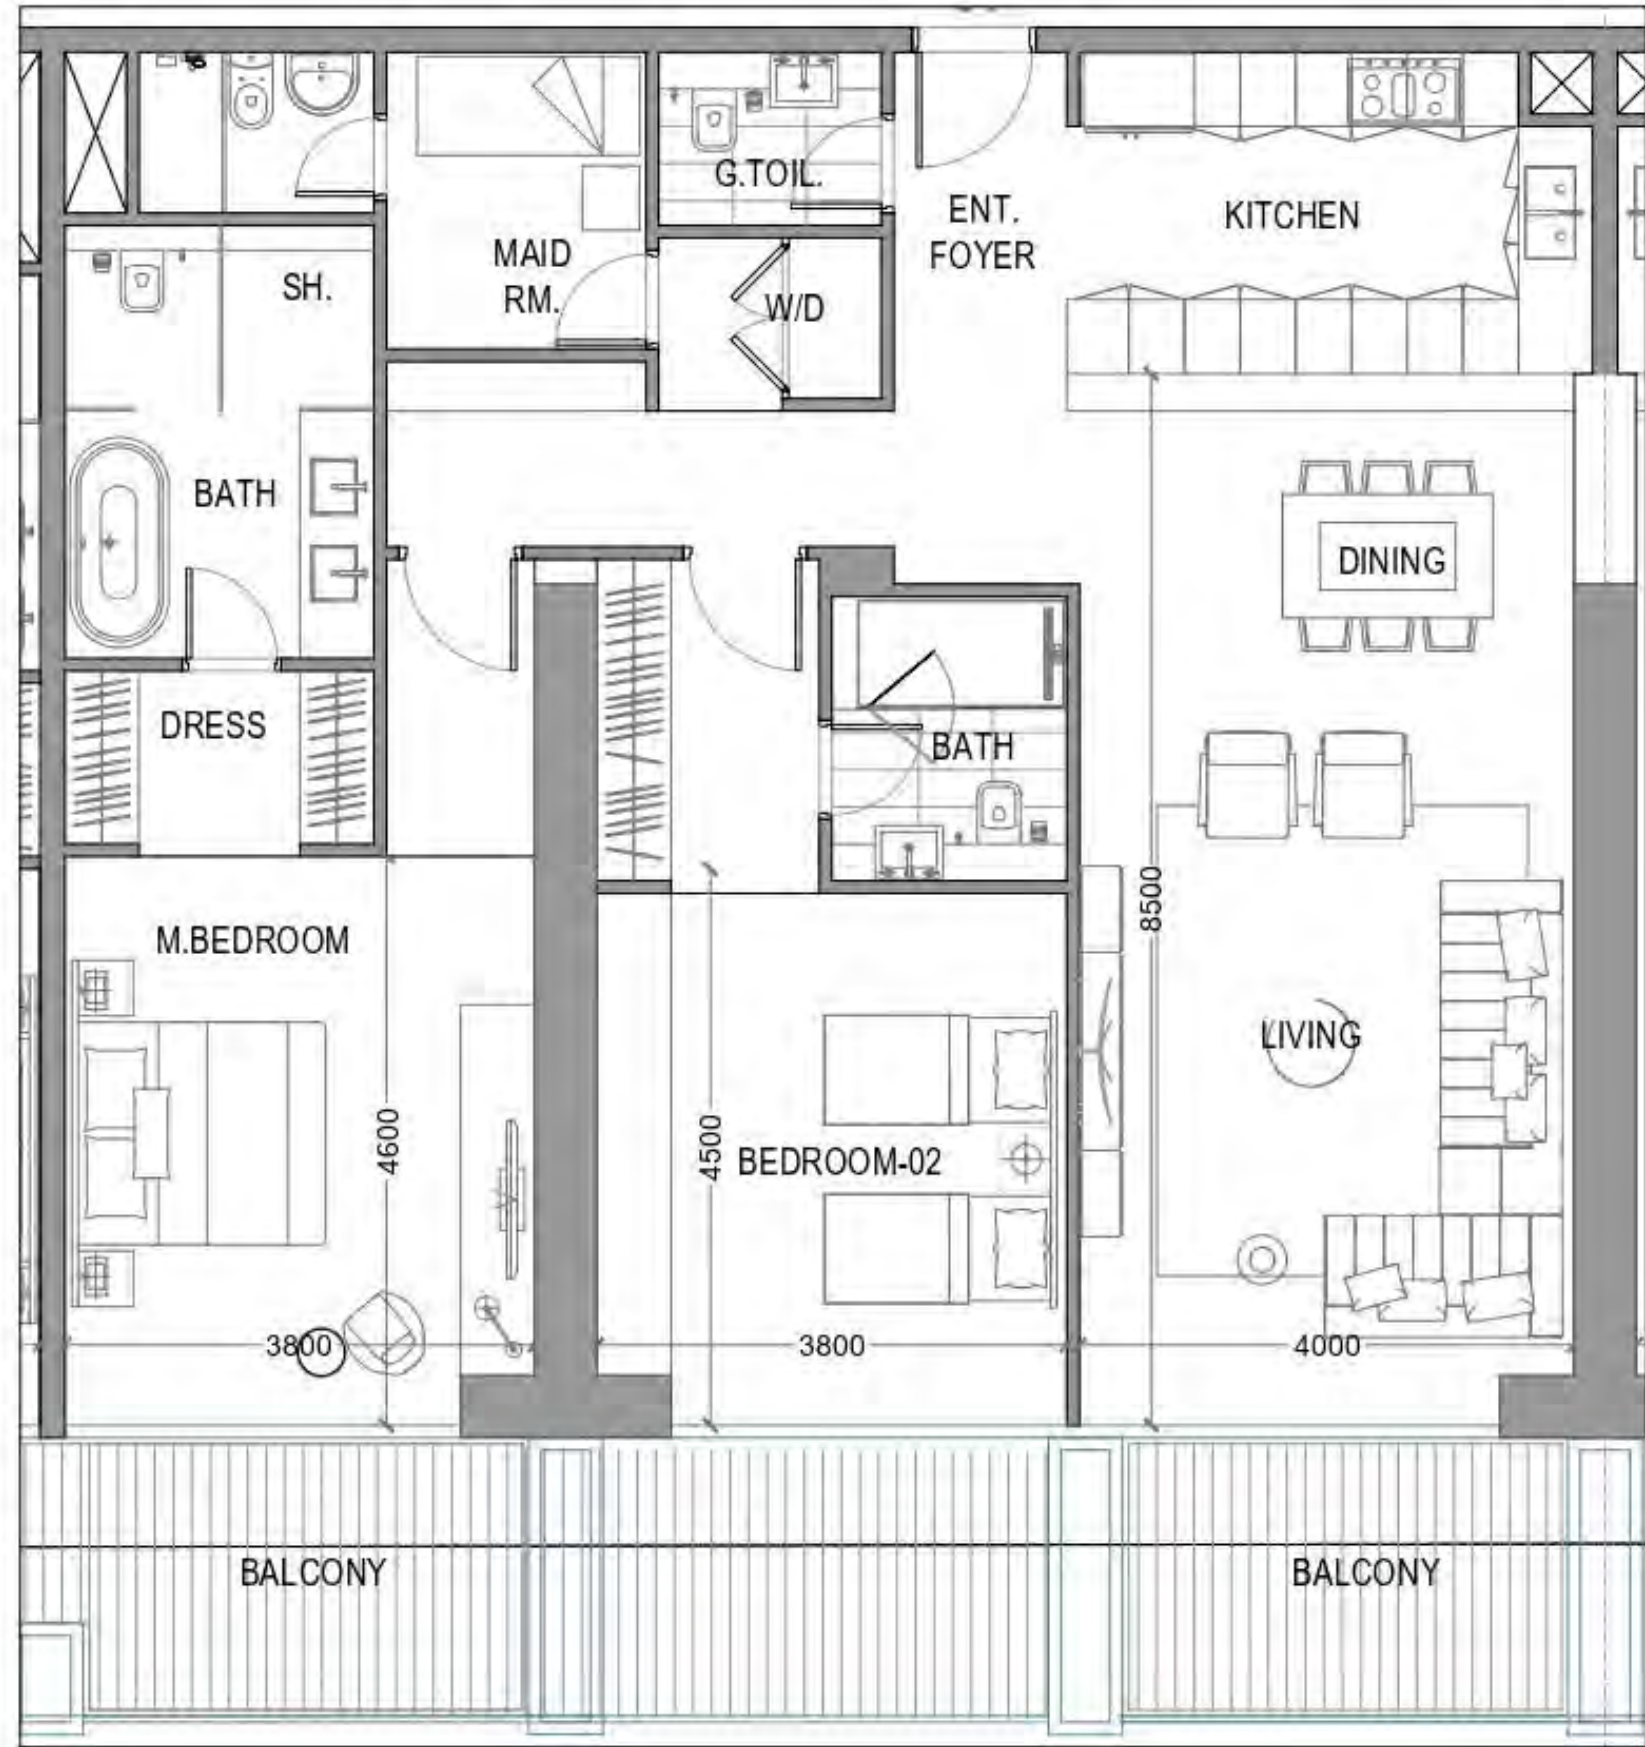 G.TOIL.
ENT.
FOYER
KITCHEN
MAID
RM.
SH.
W/D
BATH
DINING
DRESS
BATH
8500
M.BEDROOM
LIVING
4600
4500
BEDROOM-02
3800
3800
4000
BALCONY
BALCONY